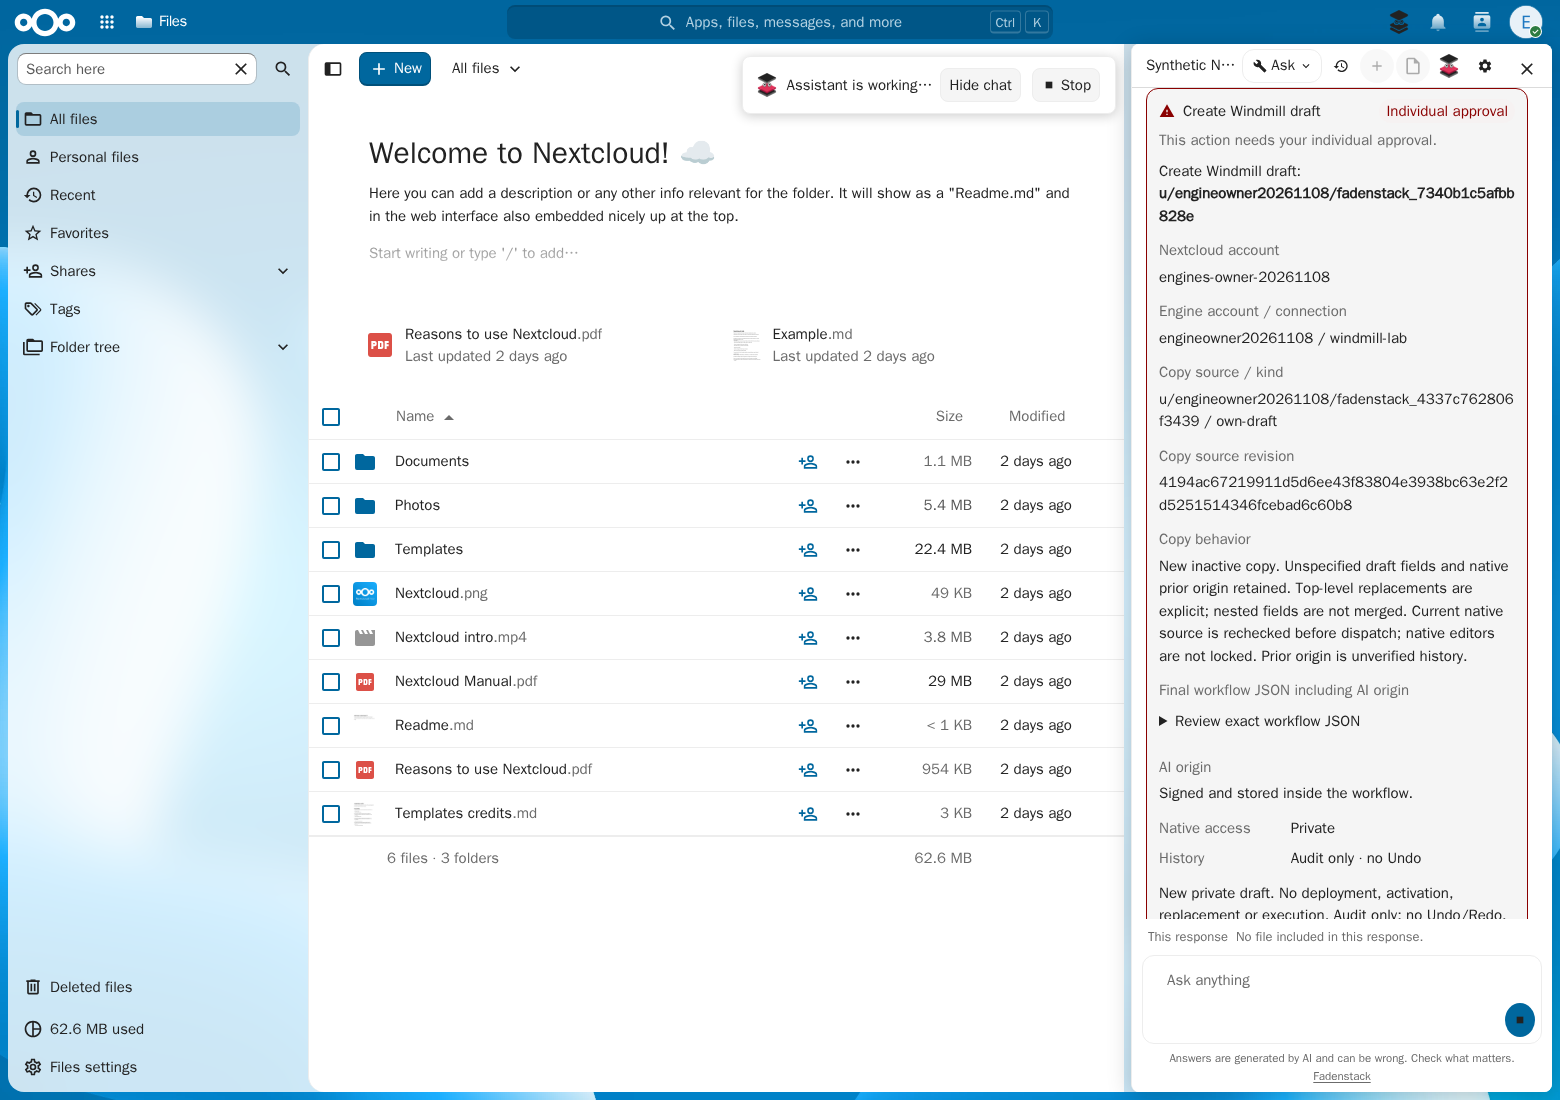 Files
Apps, files, messages, and more
Ctrl
K
E
Search here
All files
Personal files
Recent
Favorites
Shares
Tags
Folder tree
Deleted files
62.6 MB used
Files settings
New
All files
Assistant is working…
Hide chat
Stop
Welcome to Nextcloud! ☁️
Here you can add a description or any other info relevant for the folder. It will show as a "Readme.md" and
in the web interface also embedded nicely up at the top.
Start writing or type '/' to add…
PDF
Reasons to use Nextcloud.pdf
Last updated 2 days ago
Example.md
Last updated 2 days ago
Name
Size
Modified
Documents
1.1 MB
2 days ago
Photos
5.4 MB
2 days ago
Templates
22.4 MB
2 days ago
Nextcloud.png
49 KB
2 days ago
Nextcloud intro.mp4
3.8 MB
2 days ago
PDF
Nextcloud Manual.pdf
29 MB
2 days ago
Readme.md
< 1 KB
2 days ago
PDF
Reasons to use Nextcloud.pdf
954 KB
2 days ago
Templates credits.md
3 KB
2 days ago
6 files · 3 folders
62.6 MB
Synthetic N…
Ask
Create Windmill draft
Individual approval
This action needs your individual approval.
Create Windmill draft:
u/engineowner20261108/fadenstack_7340b1c5afbb
828e
Nextcloud account
engines-owner-20261108
Engine account / connection
engineowner20261108 / windmill-lab
Copy source / kind
u/engineowner20261108/fadenstack_4337c762806
f3439 / own-draft
Copy source revision
4194ac67219911d5d6ee43f83804e3938bc63e2f2
d5251514346fcebad6c60b8
Copy behavior
New inactive copy. Unspecified draft fields and native
prior origin retained. Top-level replacements are
explicit; nested fields are not merged. Current native
source is rechecked before dispatch; native editors
are not locked. Prior origin is unverified history.
Final workflow JSON including AI origin
Review exact workflow JSON
AI origin
Signed and stored inside the workflow.
Native access
Private
History
Audit only · no Undo
New private draft. No deployment, activation,
replacement or execution. Audit only; no Undo/Redo.
This response
No file included in this response.
Ask anything
Answers are generated by AI and can be wrong. Check what matters.
Fadenstack